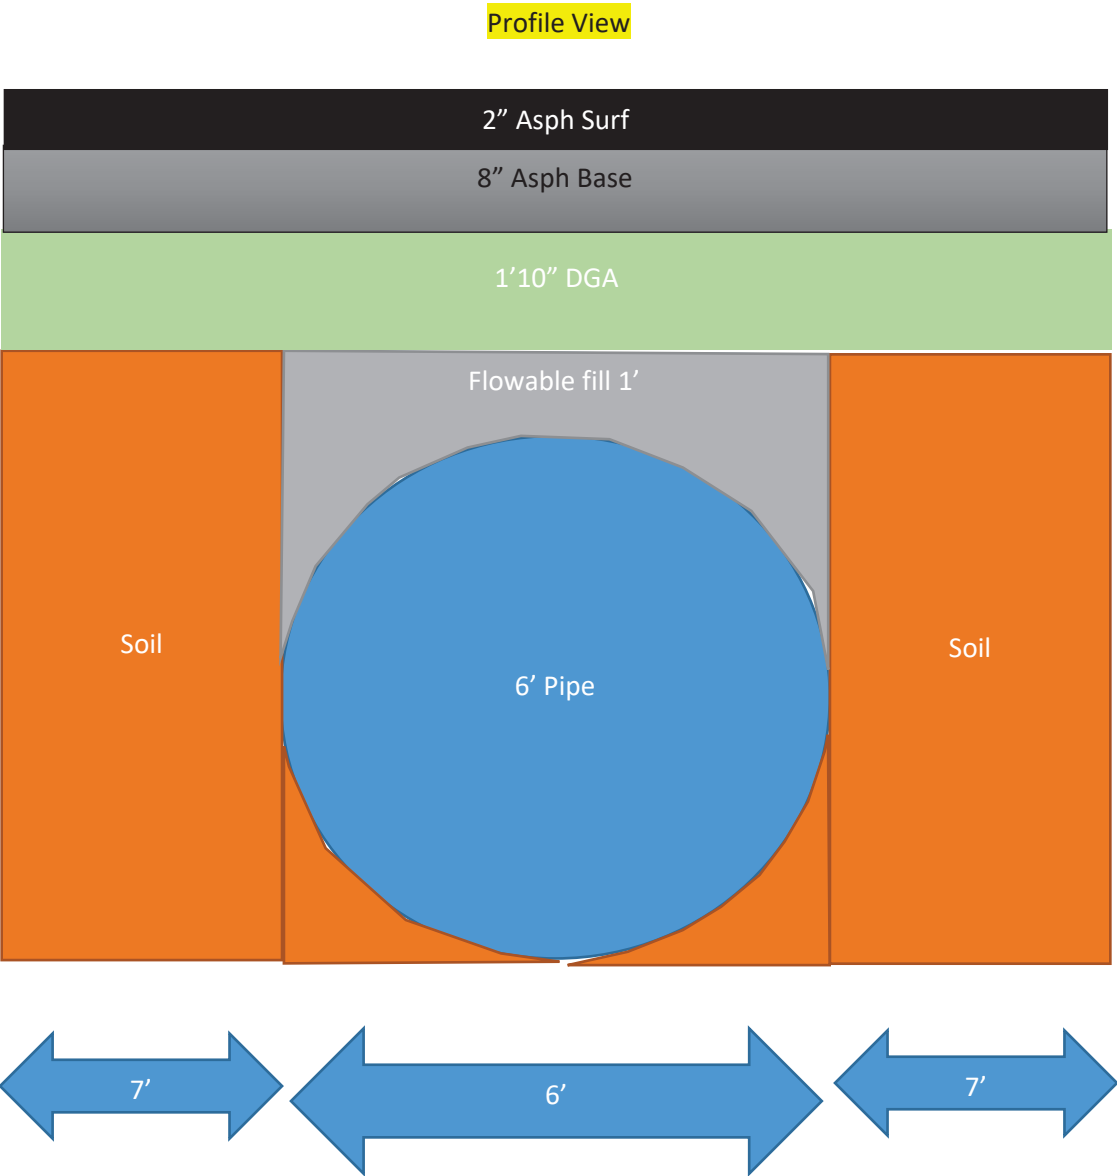 Profile View
2” Asph Surf
8” Asph Base
1’10” DGA
Flowable fill 1’
Soil
Soil
6’ Pipe
7’
6’
7’